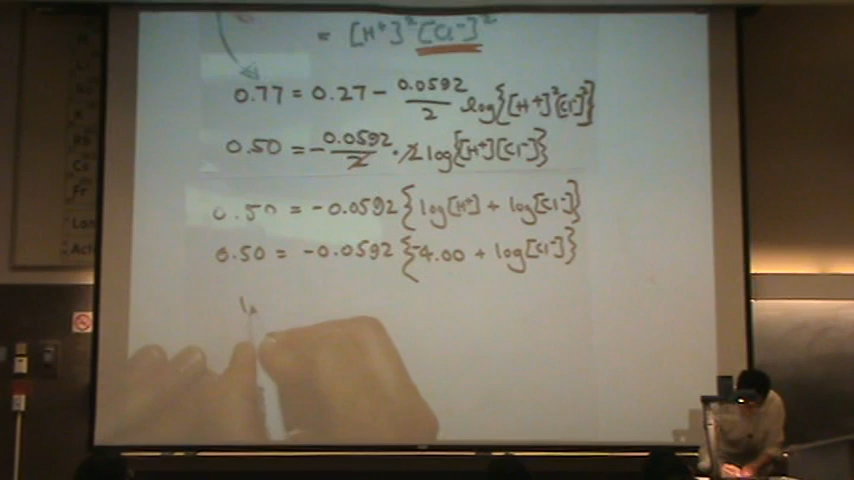 = [H⁺]²[Cl⁻]²
0.77 = 0.27 - 0.0592/2 log{[H⁺]²[Cl⁻]²}
0.50 = -0.0592/2 · 2 log{[H⁺][Cl⁻]}
0.50 = -0.0592 {log[H⁺] + log[Cl⁻]}
0.50 = -0.0592 {-4.00 + log[Cl⁻]}
Fr